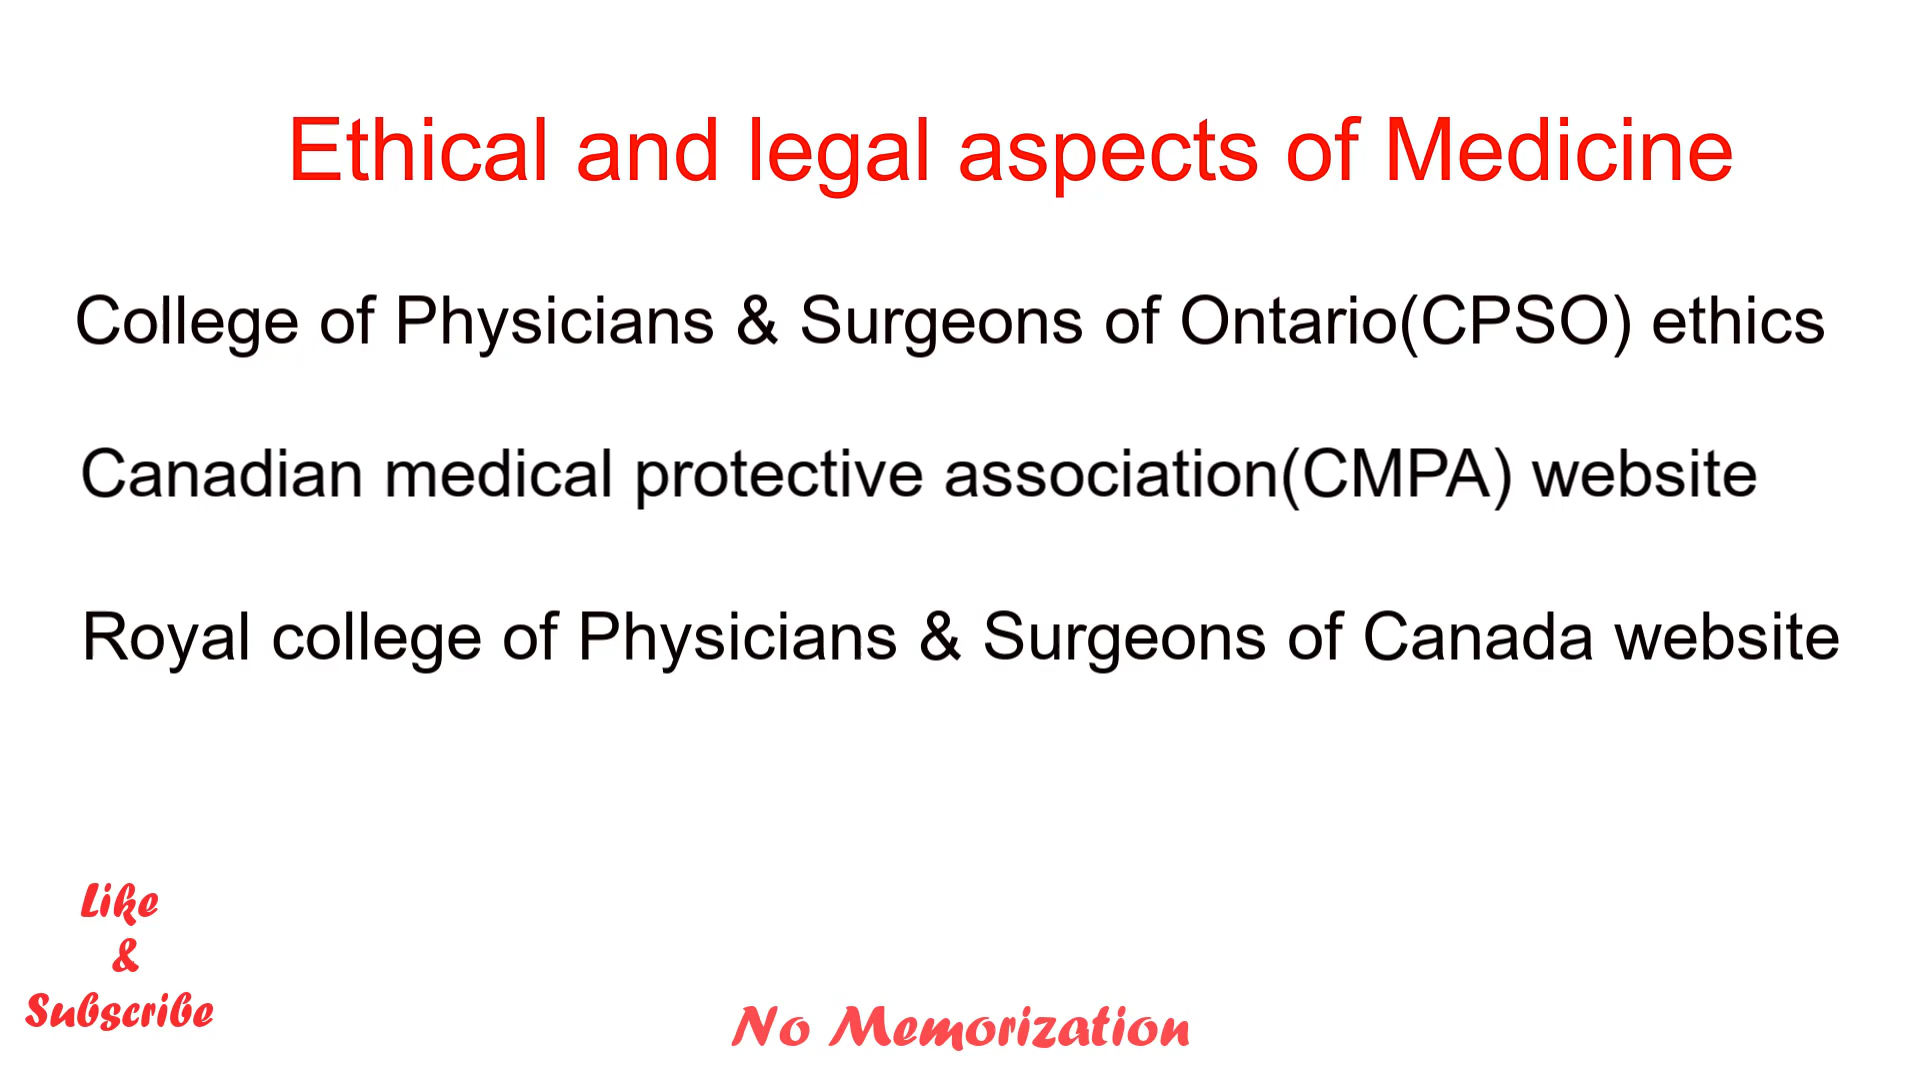 Ethical and legal aspects of Medicine
College of Physicians & Surgeons of Ontario(CPSO) ethics
Canadian medical protective association(CMPA) website
Royal college of Physicians & Surgeons of Canada website
Like
&
Subscribe
No Memorization